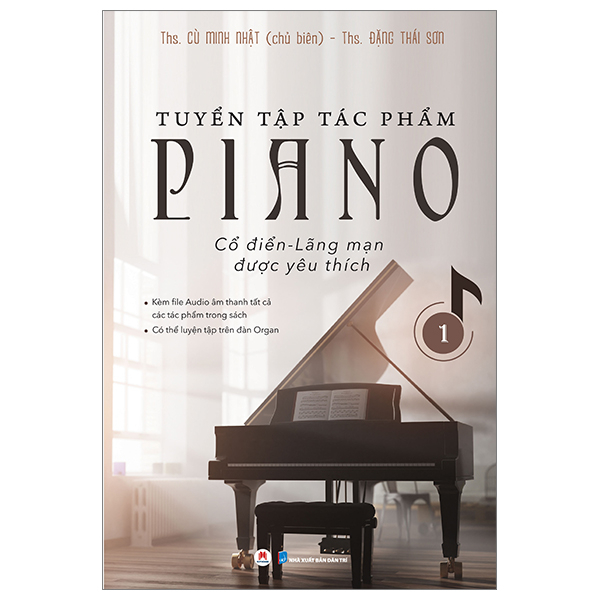 Ths. CÙ MINH NHẬT (chủ biên) - Ths. ĐẶNG THÁI SƠN
TUYỂN TẬP TÁC PHẨM
PIANO
Cổ điển-Lãng mạn
được yêu thích
• Kèm file Audio âm thanh tất cả
các tác phẩm trong sách
• Có thể luyện tập trên đàn Organ
1
NHÀ XUẤT BẢN DÂN TRÍ